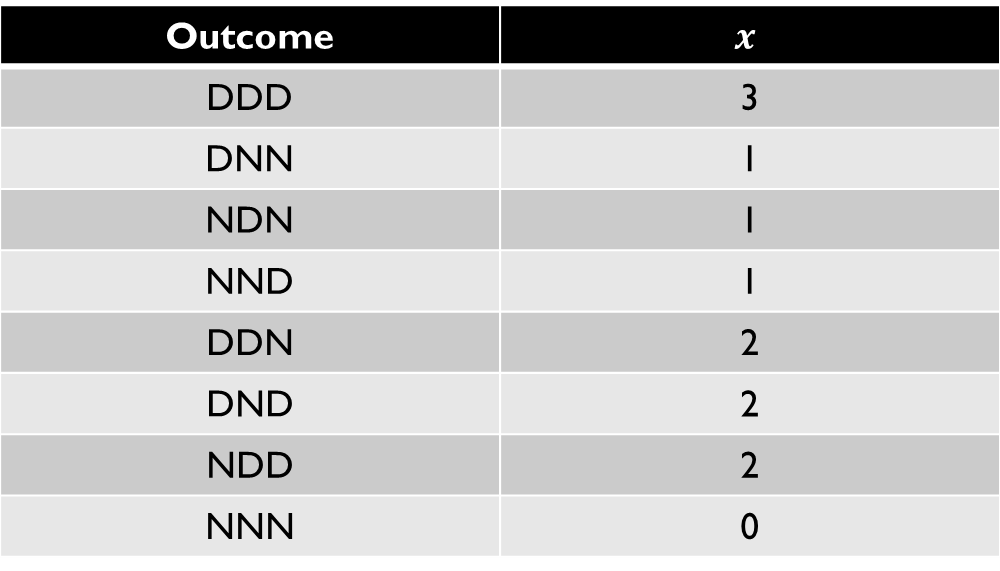 Outcome x
DDD 3
DNN 1
NDN 1
NND 1
DDN 2
DND 2
NDD 2
NNN 0